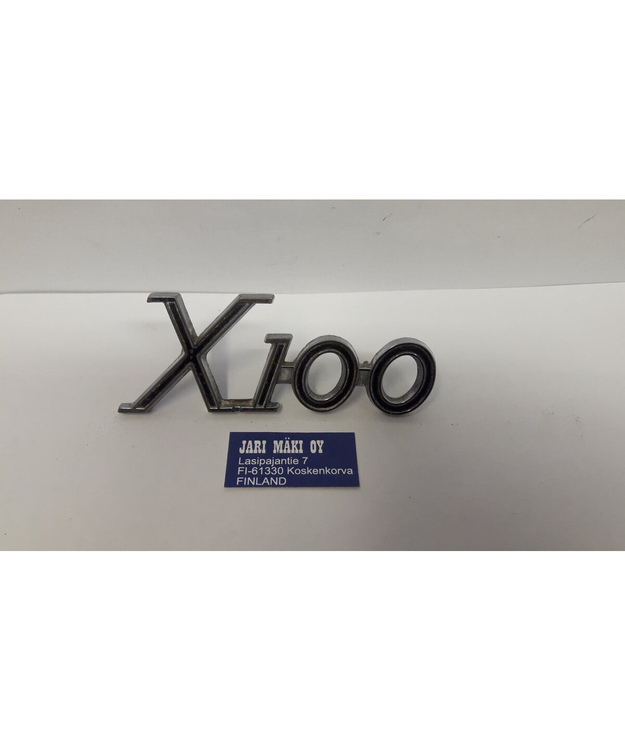 X100
JARI MÄKI OY
Lasipajantie 7
FI-61330 Koskenkorva
FINLAND